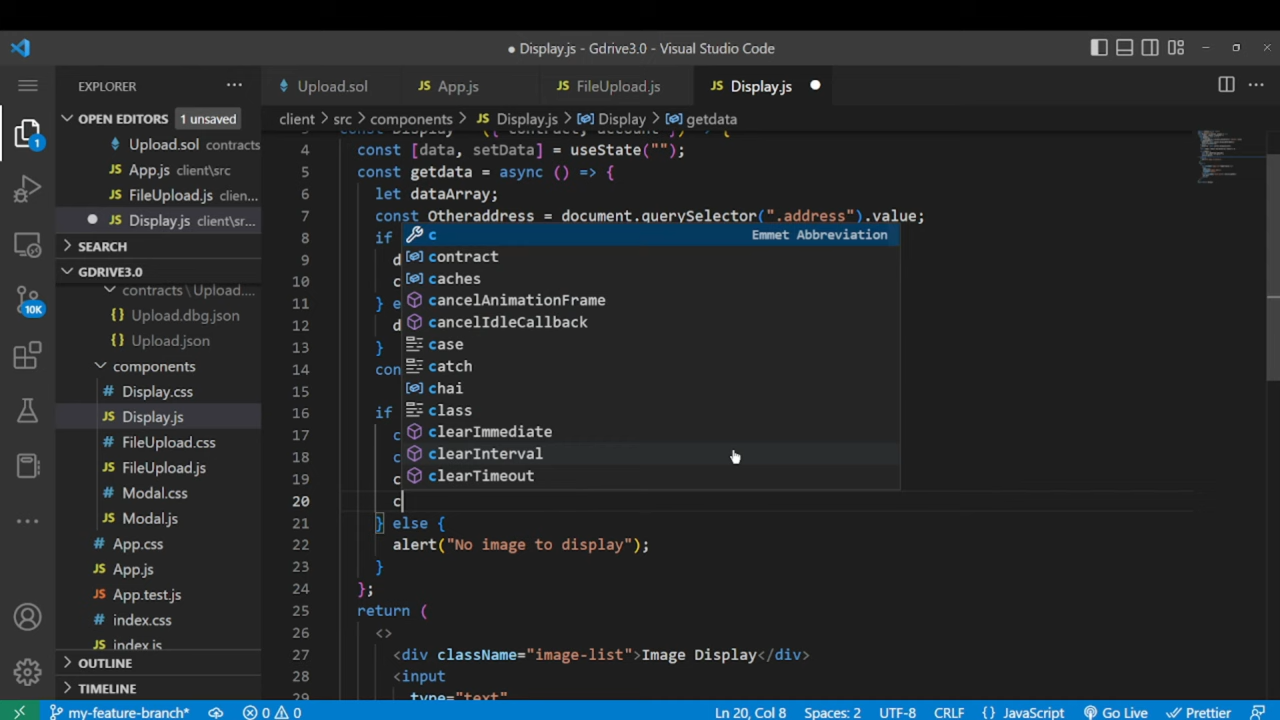 ● Display.js - Gdrive3.0 - Visual Studio Code
EXPLORER
Upload.sol
JS App.js
JS FileUpload.js
JS Display.js ●
OPEN EDITORS 1 unsaved
Upload.sol contracts
JS App.js client\src
JS FileUpload.js clien...
● JS Display.js client\sr...
SEARCH
GDRIVE3.0
contracts \ Upload....
{} Upload.dbg.json
{} Upload.json
components
# Display.css
JS Display.js
# FileUpload.css
JS FileUpload.js
# Modal.css
JS Modal.js
# App.css
JS App.js
JS App.test.js
# index.css
JS index.js
OUTLINE
TIMELINE
1
10K
client > src > components > JS Display.js > Display > getdata
const Display = ({ contract, account }) => {
4 const [data, setData] = useState("");
5 const getdata = async () => {
6 let dataArray;
7 const Otheraddress = document.querySelector(".address").value;
8 if
9 d
10 c
11 } e
12 d
13 }
14 con
15
16 if
17 c
18 c
19 c
20 c
21 } else {
22 alert("No image to display");
23 }
24 };
25 return (
26 <>
27 <div className="image-list">Image Display</div>
28 <input
29 type="text"
c Emmet Abbreviation
contract
caches
cancelAnimationFrame
cancelIdleCallback
case
catch
chai
class
clearImmediate
clearInterval
clearTimeout
my-feature-branch*
0 0
Ln 20, Col 8
Spaces: 2
UTF-8
CRLF
{} JavaScript
Go Live
Prettier